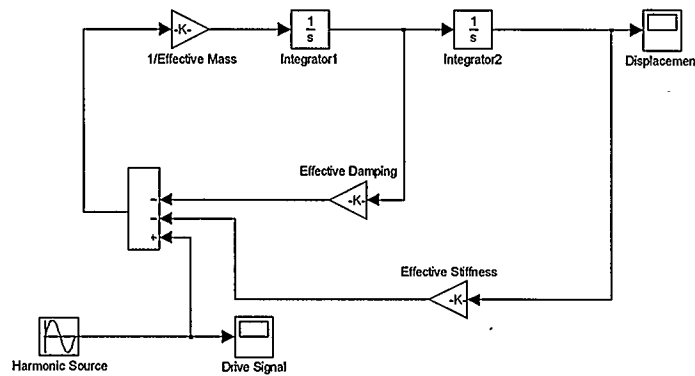 -K-
1
s
1
s
1/Effective Mass
Integrator1
Integrator2
Displacemen
Effective Damping
-K-
–
–
+
Effective Stiffness
-K-
Harmonic Source
Drive Signal